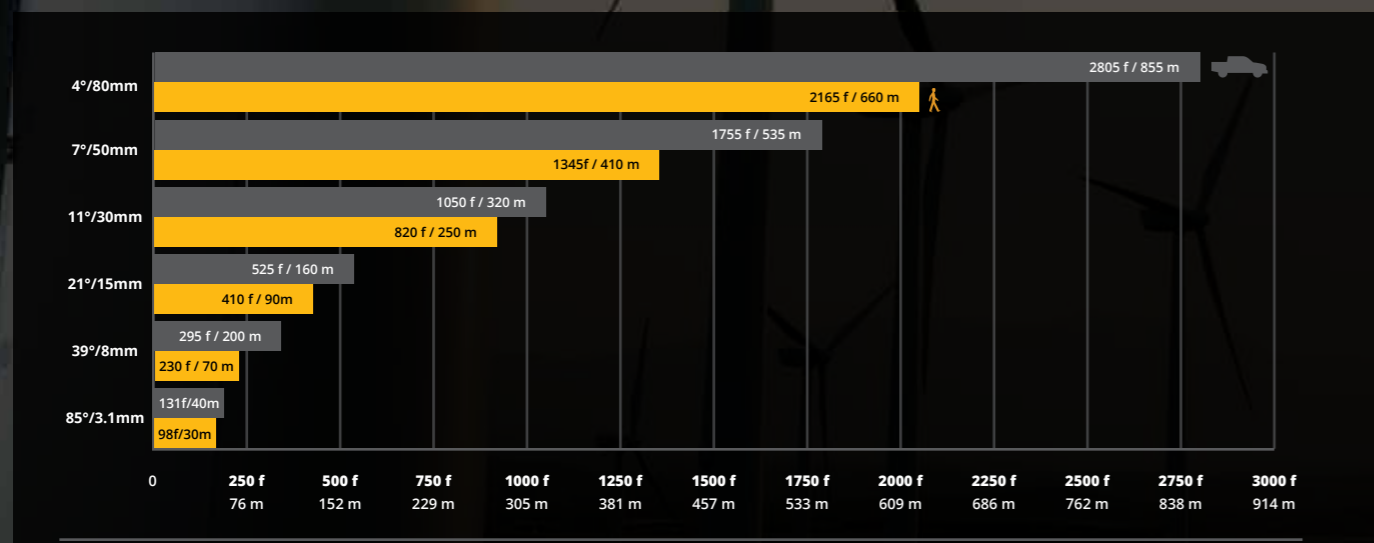 2805 f / 855 m
4°/80mm
2165 f / 660 m
1755 f / 535 m
7°/50mm
1345f / 410 m
1050 f / 320 m
11°/30mm
820 f / 250 m
525 f / 160 m
21°/15mm
410 f / 90m
295 f / 200 m
39°/8mm
230 f / 70 m
131f/40m
85°/3.1mm
98f/30m
0 250 f 500 f 750 f 1000 f 1250 f 1500 f 1750 f 2000 f 2250 f 2500 f 2750 f 3000 f
76 m 152 m 229 m 305 m 381 m 457 m 533 m 609 m 686 m 762 m 838 m 914 m